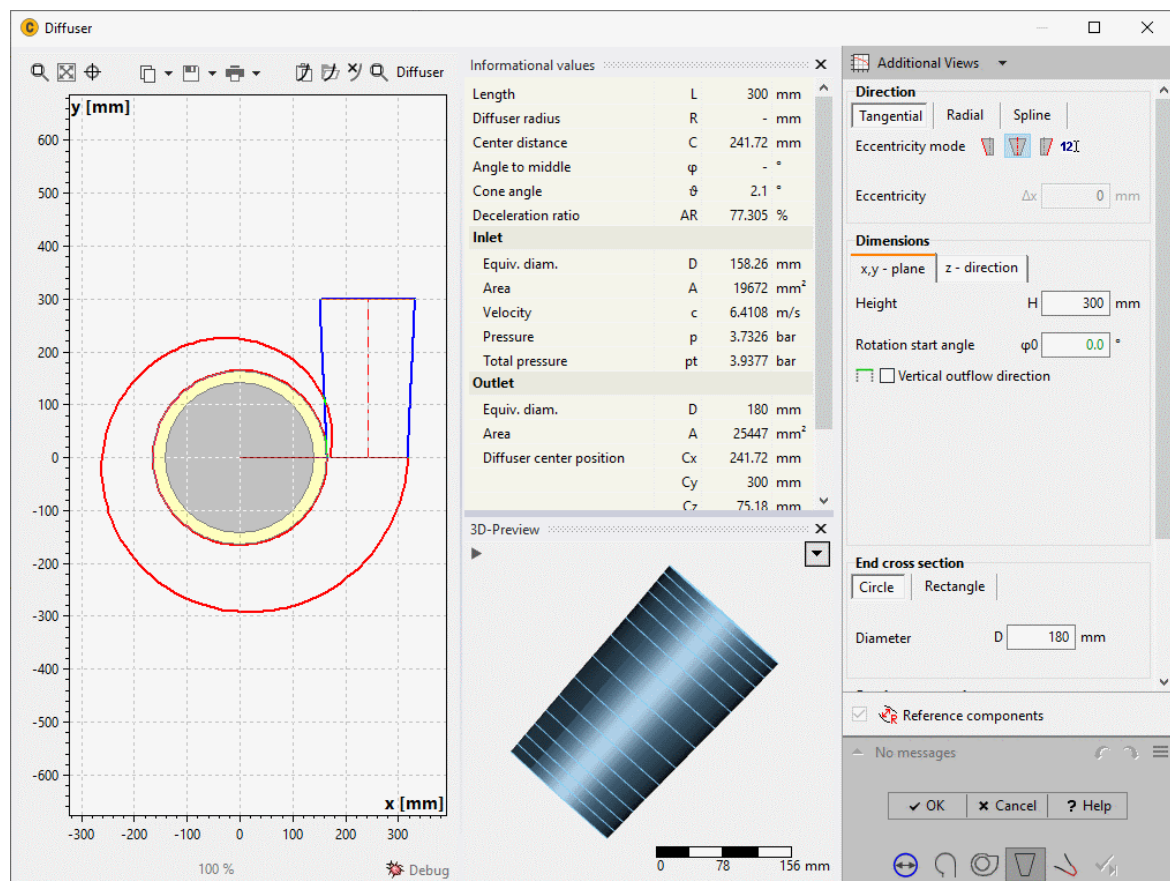 Diffuser
Diffuser
y [mm]
600
500
400
300
200
100
0
-100
-200
-300
-400
-500
-600
x [mm]
-300 -200 -100 0 100 200 300
100 %
Debug
Informational values
Length L 300 mm
Diffuser radius R - mm
Center distance C 241.72 mm
Angle to middle φ - °
Cone angle ϑ 2.1 °
Deceleration ratio AR 77.305 %
Inlet
Equiv. diam. D 158.26 mm
Area A 19672 mm²
Velocity c 6.4108 m/s
Pressure p 3.7326 bar
Total pressure pt 3.9377 bar
Outlet
Equiv. diam. D 180 mm
Area A 25447 mm²
Diffuser center position Cx 241.72 mm
Cy 300 mm
Cz 75.18 mm
3D-Preview
0 78 156 mm
Additional Views
Direction
Tangential Radial Spline
Eccentricity mode 12
Eccentricity Δx 0 mm
Dimensions
x,y - plane z - direction
Height H 300 mm
Rotation start angle φ0 0.0 °
Vertical outflow direction
End cross section
Circle Rectangle
Diameter D 180 mm
Reference components
No messages
OK Cancel ? Help